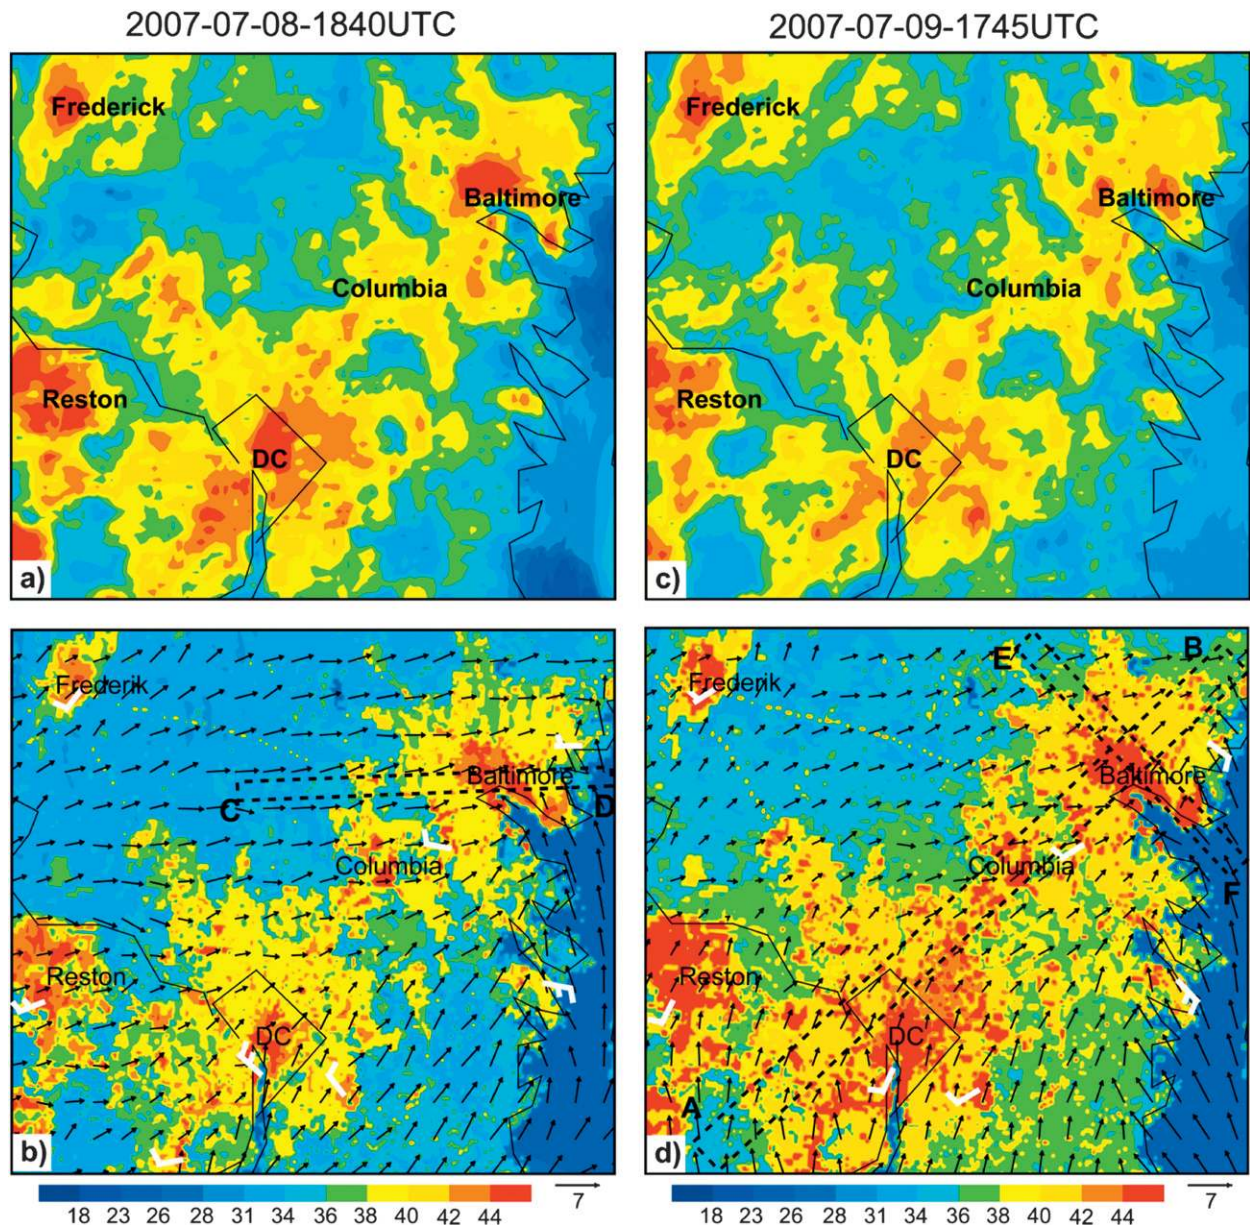 2007-07-08-1840UTC
2007-07-09-1745UTC
Frederick
Baltimore
Columbia
Reston
DC
a)
Frederick
Baltimore
Columbia
Reston
DC
c)
Frederik
Baltimore
C
D
Columbia
Reston
DC
b)
E
B
Frederik
Baltimore
Columbia
F
Reston
DC
A
d)
18 23 26 28 31 34 36 38 40 42 44
7
18 23 26 28 31 34 36 38 40 42 44
7